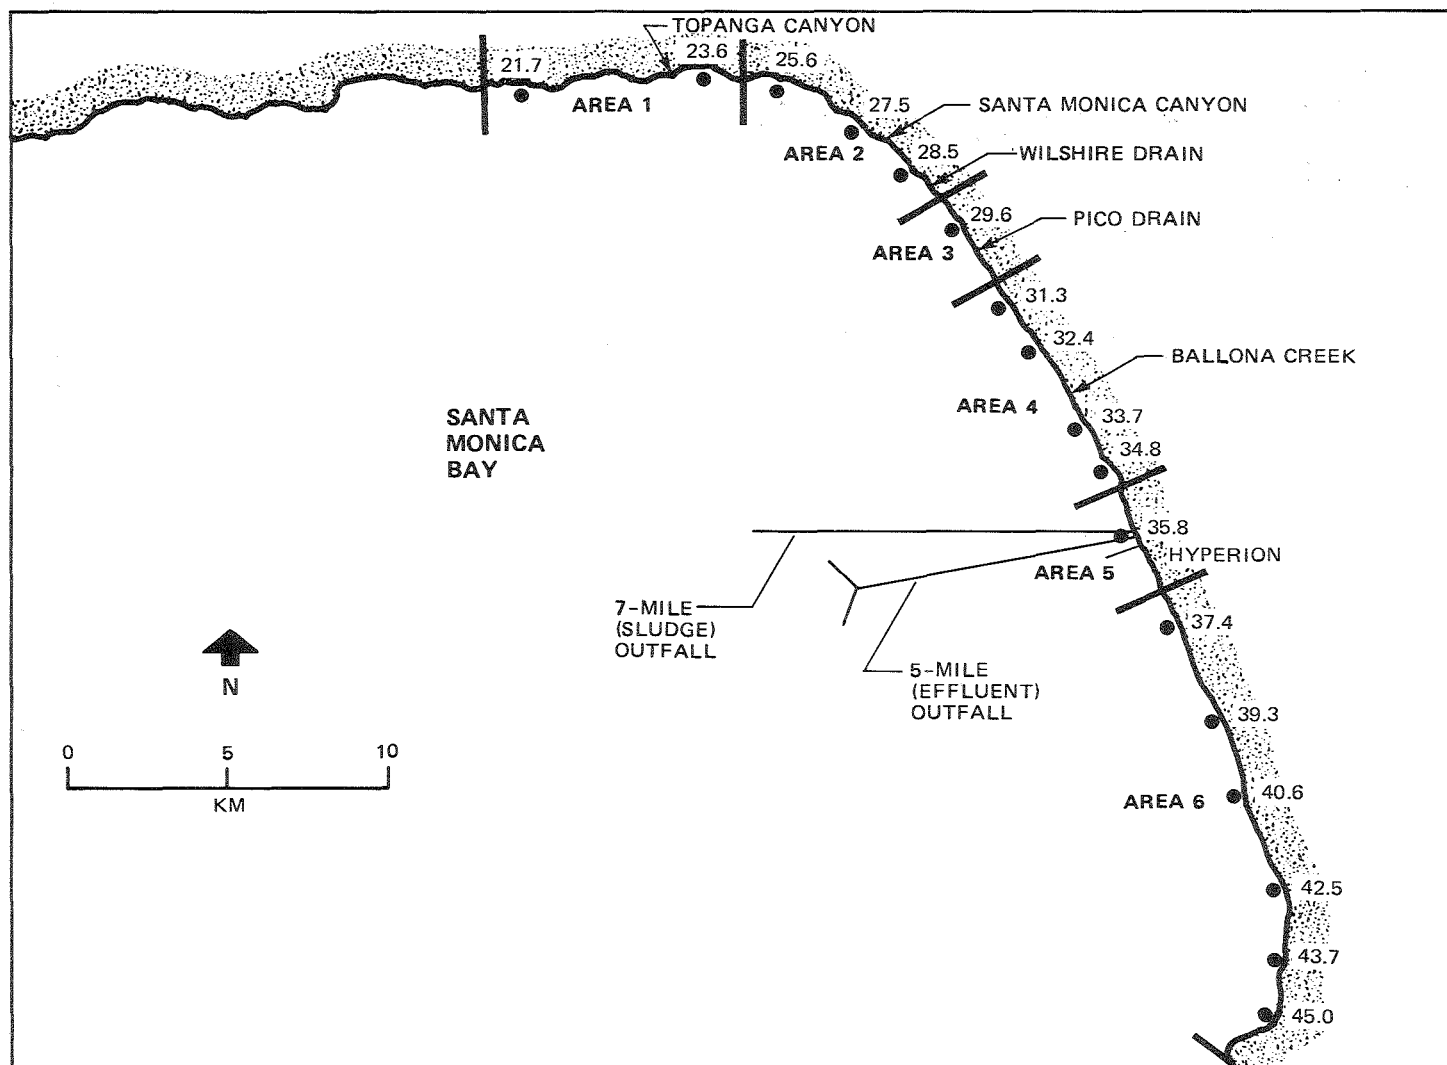 TOPANGA CANYON
21.7
23.6
25.6
AREA 1
27.5
SANTA MONICA CANYON
AREA 2
28.5
WILSHIRE DRAIN
29.6
PICO DRAIN
AREA 3
31.3
32.4
BALLONA CREEK
AREA 4
33.7
SANTA
MONICA
BAY
34.8
35.8
HYPERION
AREA 5
7-MILE
(SLUDGE)
OUTFALL
37.4
5-MILE
(EFFLUENT)
OUTFALL
N
39.3
0 5 10
KM
40.6
AREA 6
42.5
43.7
45.0